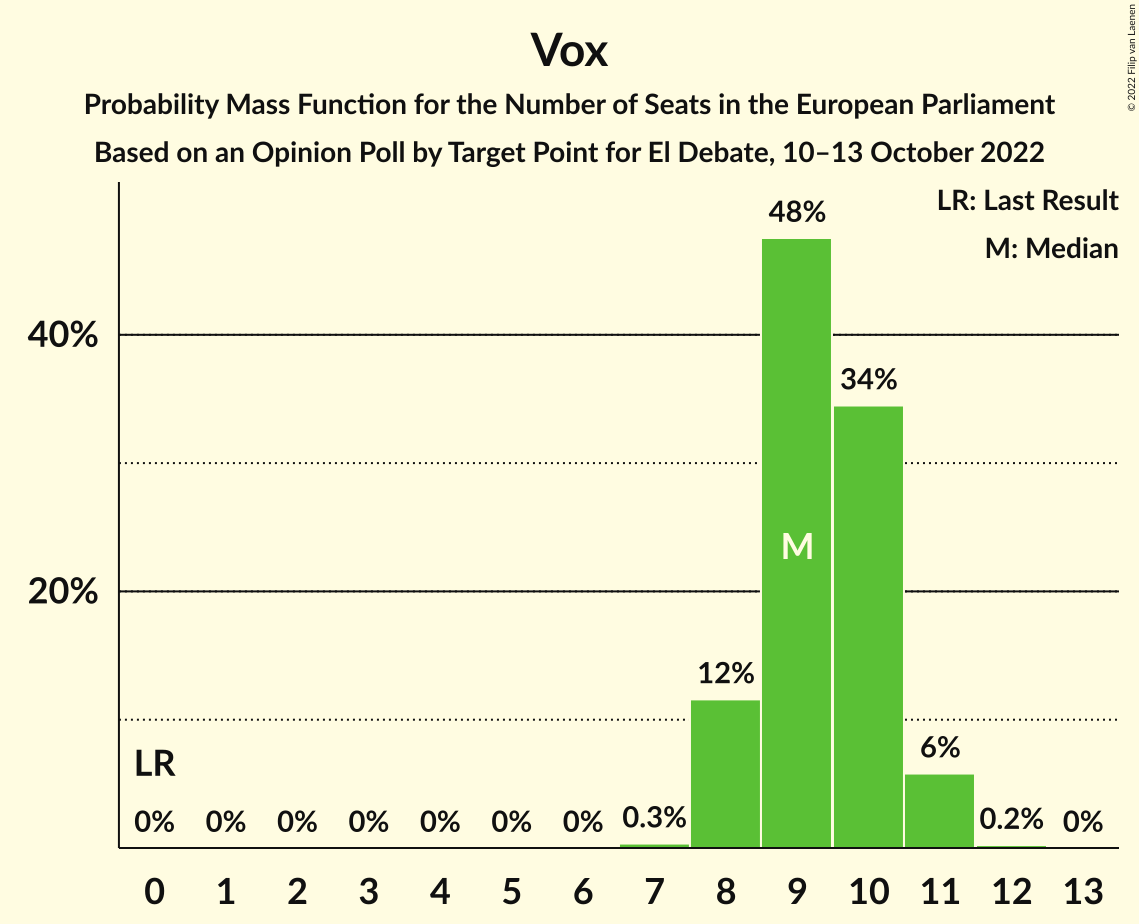 Vox
Probability Mass Function for the Number of Seats in the European Parliament
Based on an Opinion Poll by Target Point for El Debate, 10–13 October 2022
© 2022 Filip van Laenen
LR: Last Result
M: Median
48%
40%
34%
M
20%
12%
LR
6%
0% 0% 0% 0% 0% 0% 0% 0.3% 0.2% 0%
0 1 2 3 4 5 6 7 8 9 10 11 12 13